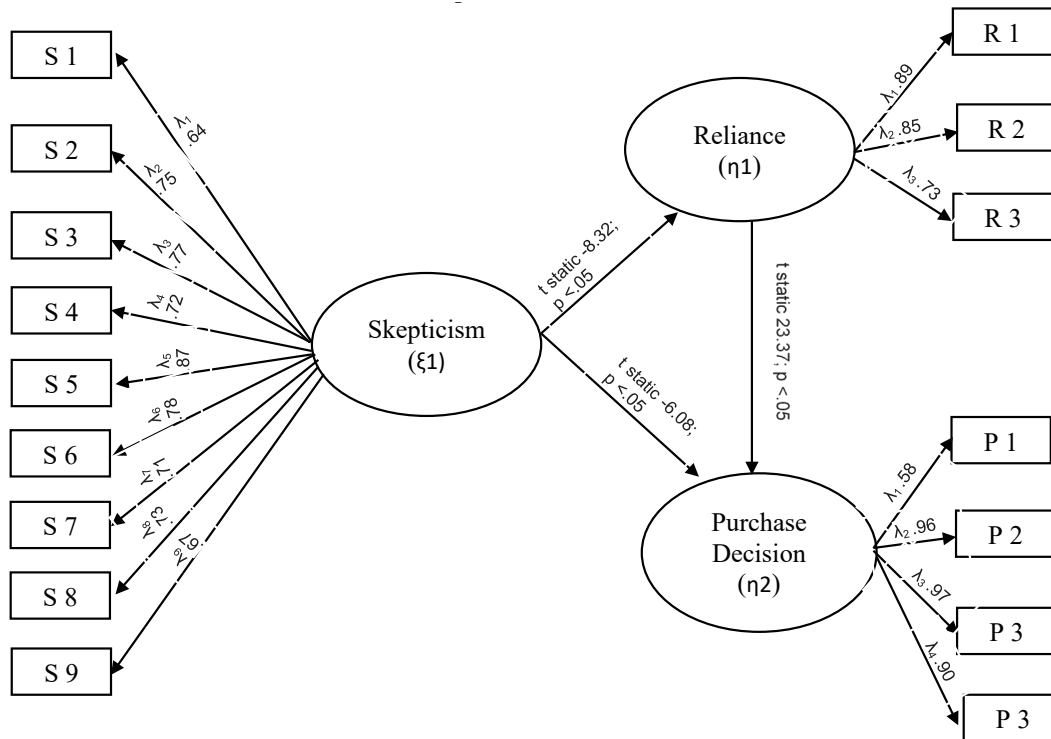 S 1
S 2
S 3
S 4
S 5
S 6
S 7
S 8
S 9
λ₁
.64
λ₂
.75
λ₃
.77
λ₄
.72
λ₅
.87
λ₆
.78
λ₇
.71
λ₈
.73
λ₉
.67
Skepticism
(ξ1)
t static -8.32;
p <.05
t static -6.08;
p <.05
Reliance
(η1)
t static 23.37; p <.05
Purchase
Decision
(η2)
λ₁ .89
λ₂ .85
λ₃ .73
R 1
R 2
R 3
λ₁ .58
λ₂ .96
λ₃ .97
λ₄ .90
P 1
P 2
P 3
P 3